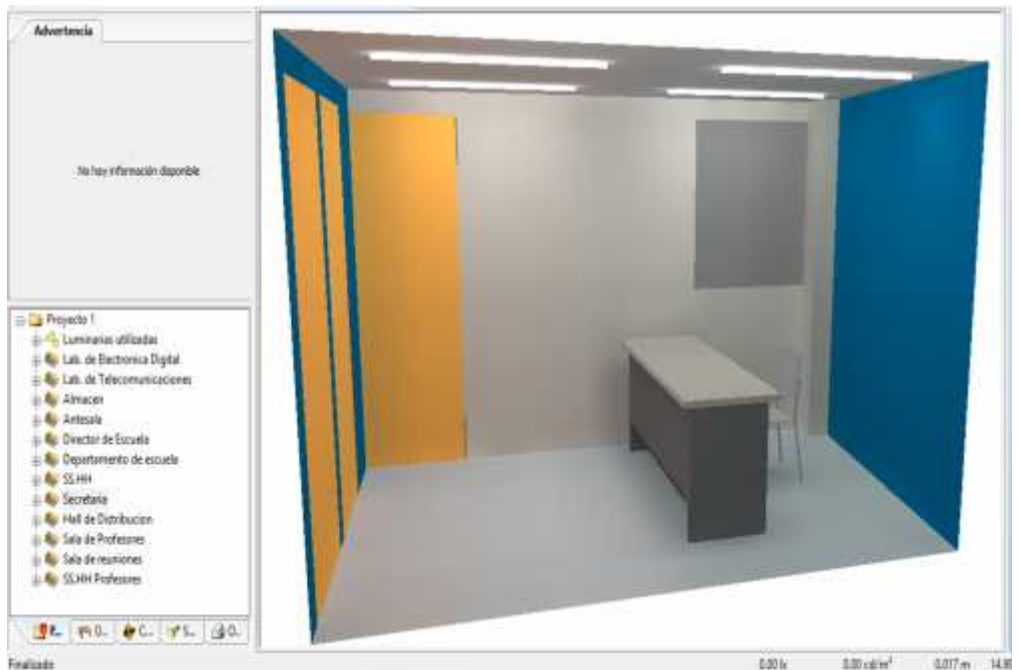 Advertencia
No hay información disponible
Proyecto 1
Luminarias utilizadas
Lab. de Electronica Digital
Lab. de Telecomunicaciones
Almacen
Antesala
Director de Escuela
Departamento de escuela
SS.HH
Secretaria
Hall de Distribucion
Sala de Profesores
Sala de reuniones
SS.HH Profesores
P... O... C... S... O...
Finalizado 0.00 lx 0.00 cd/m² 0.017 m